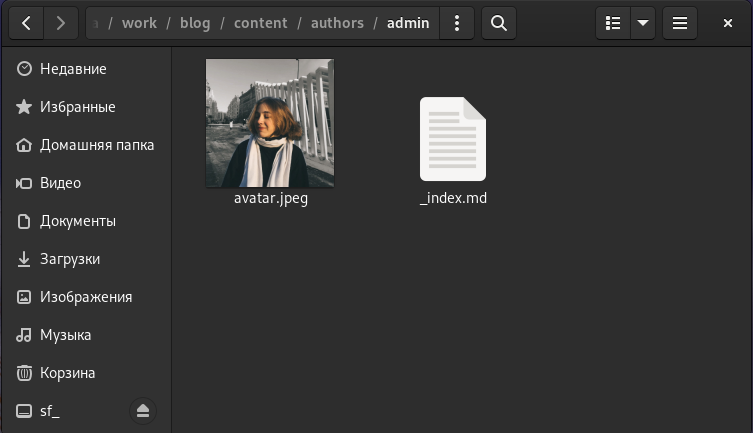 / work / blog / content / authors / admin
Недавние
Избранные
Домашняя папка
Видео
Документы
Загрузки
Изображения
Музыка
Корзина
sf_
avatar.jpeg
_index.md